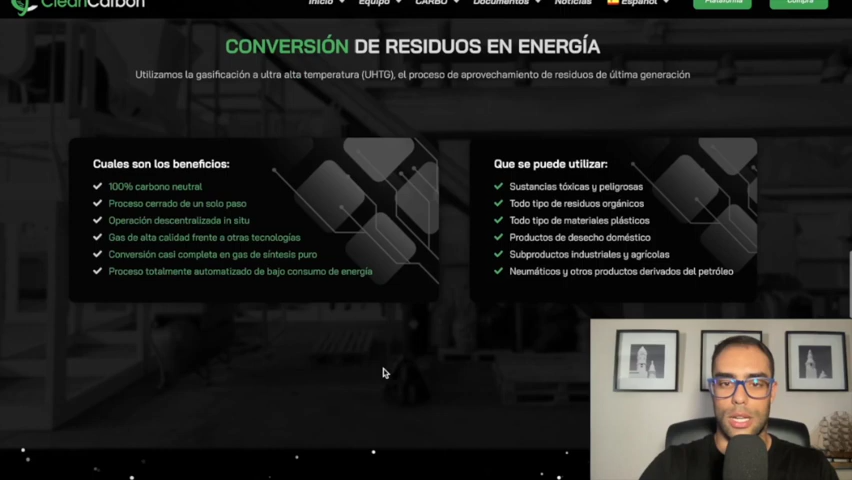 CleanCarbon
Inicio Equipo CARBO Documentos Noticias Español Plataforma Compra
CONVERSIÓN DE RESIDUOS EN ENERGÍA
Utilizamos la gasificación a ultra alta temperatura (UHTG), el proceso de aprovechamiento de residuos de última generación
Cuales son los beneficios:
100% carbono neutral
Proceso cerrado de un solo paso
Operación descentralizada in situ
Gas de alta calidad frente a otras tecnologías
Conversión casi completa en gas de síntesis puro
Proceso totalmente automatizado de bajo consumo de energía
Que se puede utilizar:
Sustancias tóxicas y peligrosas
Todo tipo de residuos orgánicos
Todo tipo de materiales plásticos
Productos de desecho doméstico
Subproductos industriales y agrícolas
Neumáticos y otros productos derivados del petróleo